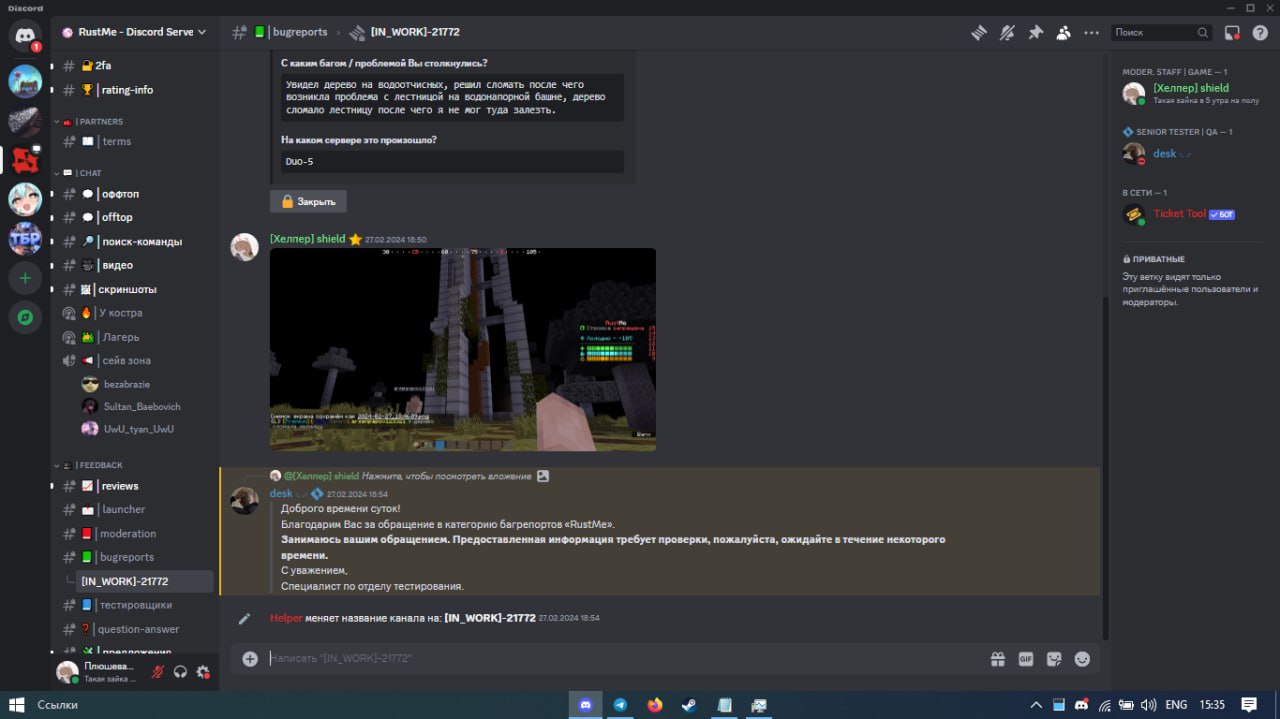 Discord
RustMe - Discord Serve
bugreports
[IN_WORK]-21772
Поиск
1
2fa
rating-info
| PARTNERS
terms
| CHAT
оффтоп
offtop
поиск-команды
видео
скриншоты
У костра
Лагерь
сейв зона
bezabrazie
Sultan_Baebovich
UwU_tyan_UwU
| FEEDBACK
reviews
launcher
moderation
bugreports
[IN_WORK]-21772
тестировщики
question-answer
предложения
Плюшева...
Такая зайка ...
С каким багом / проблемой Вы столкнулись?
Увидел дерево на водоотчисных, решил сломать после чего
возникла проблема с лестницей на водонапорной башне, дерево
сломало лестницу после чего я не мог туда залезть.
На каком сервере это произошло?
Duo-5
Закрыть
[Хелпер] shield 27.02.2024 18:50
RustMe
@[Хелпер] shield Нажмите, чтобы посмотреть вложение
desk 27.02.2024 18:54
Доброго времени суток!
Благодарим Вас за обращение в категорию багрепортов «RustMe».
Занимаюсь вашим обращением. Предоставленная информация требует проверки, пожалуйста, ожидайте в течение некоторого
времени.
С уважением,
Специалист по отделу тестирования.
Helper меняет название канала на: [IN_WORK]-21772 27.02.2024 18:54
Написать "[IN_WORK]-21772"
GIF
MODER. STAFF | GAME — 1
[Хелпер] shield
Такая зайка в 5 утра на полу
SENIOR TESTER | QA — 1
desk
В СЕТИ — 1
Ticket Tool БОТ
ПРИВАТНЫЕ
Эту ветку видят только
приглашённые пользователи и
модераторы.
Ссылки
ENG
15:35